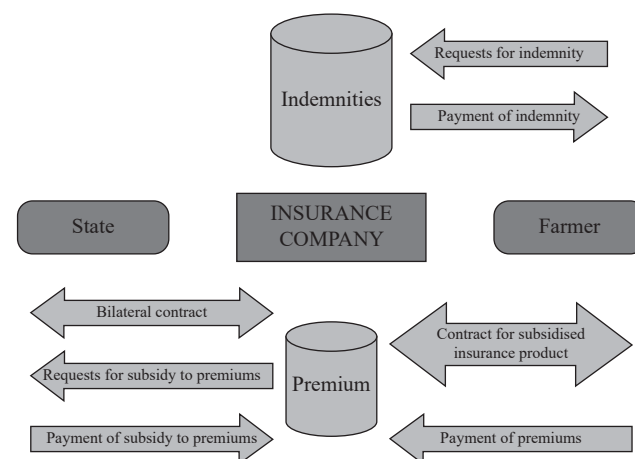 Requests for indemnity
Indemnities
Payment of indemnity
State
INSURANCE
COMPANY
Farmer
Bilateral contract
Contract for subsidised
insurance product
Requests for subsidy to premiums
Premium
Payment of subsidy to premiums
Payment of premiums